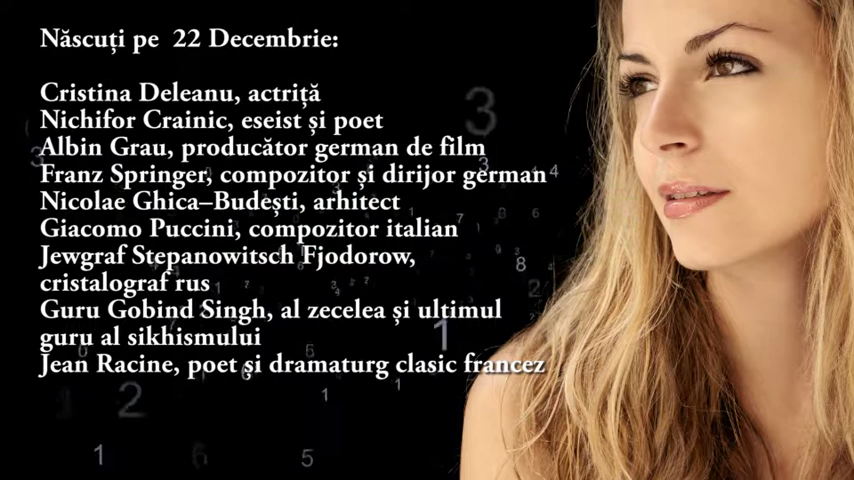 Născuți pe 22 Decembrie:
Cristina Deleanu, actriță
Nichifor Crainic, eseist și poet
Albin Grau, producător german de film
Franz Springer, compozitor și dirijor german
Nicolae Ghica–Budești, arhitect
Giacomo Puccini, compozitor italian
Jewgraf Stepanowitsch Fjodorow,
cristalograf rus
Guru Gobind Singh, al zecelea și ultimul
guru al sikhismului
Jean Racine, poet și dramaturg clasic francez